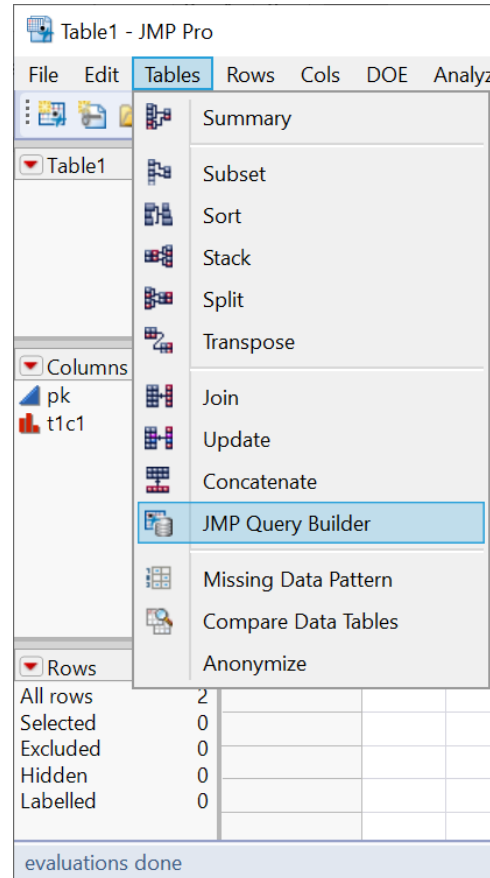 Table1 - JMP Pro
File Edit Tables Rows Cols DOE Analyz
Summary
Table1
Subset
Sort
Stack
Split
Transpose
Columns
pk
t1c1
Join
Update
Concatenate
JMP Query Builder
Missing Data Pattern
Compare Data Tables
Anonymize
Rows
All rows 2
Selected 0
Excluded 0
Hidden 0
Labelled 0
evaluations done